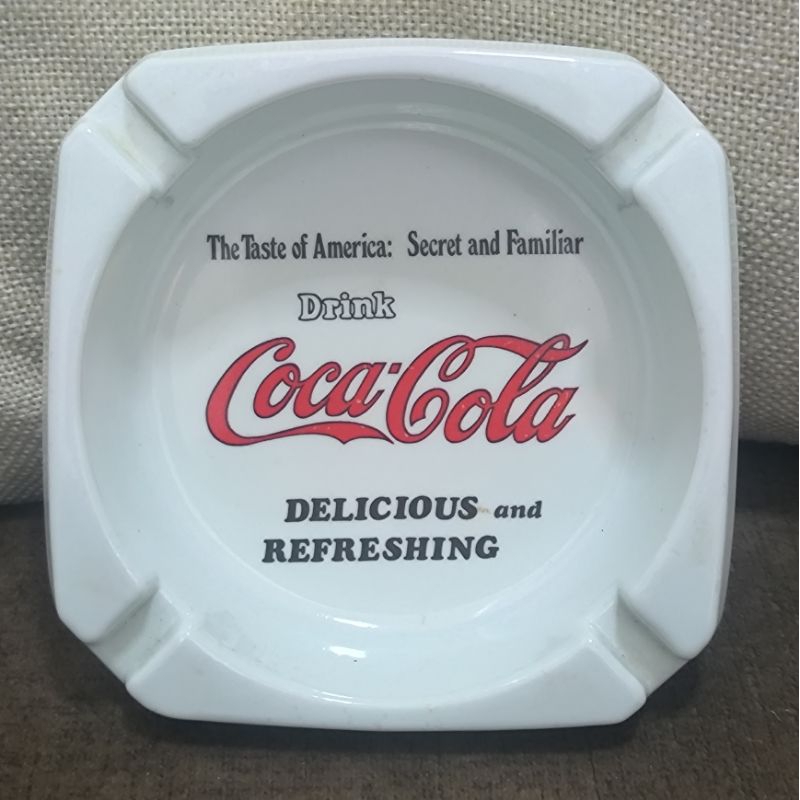 The Taste of America: Secret and Familiar
Drink
Coca-Cola
DELICIOUS and
REFRESHING